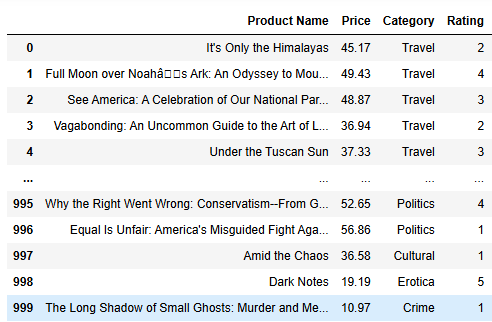 Product Name Price Category Rating
0 It's Only the Himalayas 45.17 Travel 2
1 Full Moon over Noahâ��s Ark: An Odyssey to Mou... 49.43 Travel 4
2 See America: A Celebration of Our National Par... 48.87 Travel 3
3 Vagabonding: An Uncommon Guide to the Art of L... 36.94 Travel 2
4 Under the Tuscan Sun 37.33 Travel 3
... ... ... ... ...
995 Why the Right Went Wrong: Conservatism--From G... 52.65 Politics 4
996 Equal Is Unfair: America's Misguided Fight Aga... 56.86 Politics 1
997 Amid the Chaos 36.58 Cultural 1
998 Dark Notes 19.19 Erotica 5
999 The Long Shadow of Small Ghosts: Murder and Me... 10.97 Crime 1